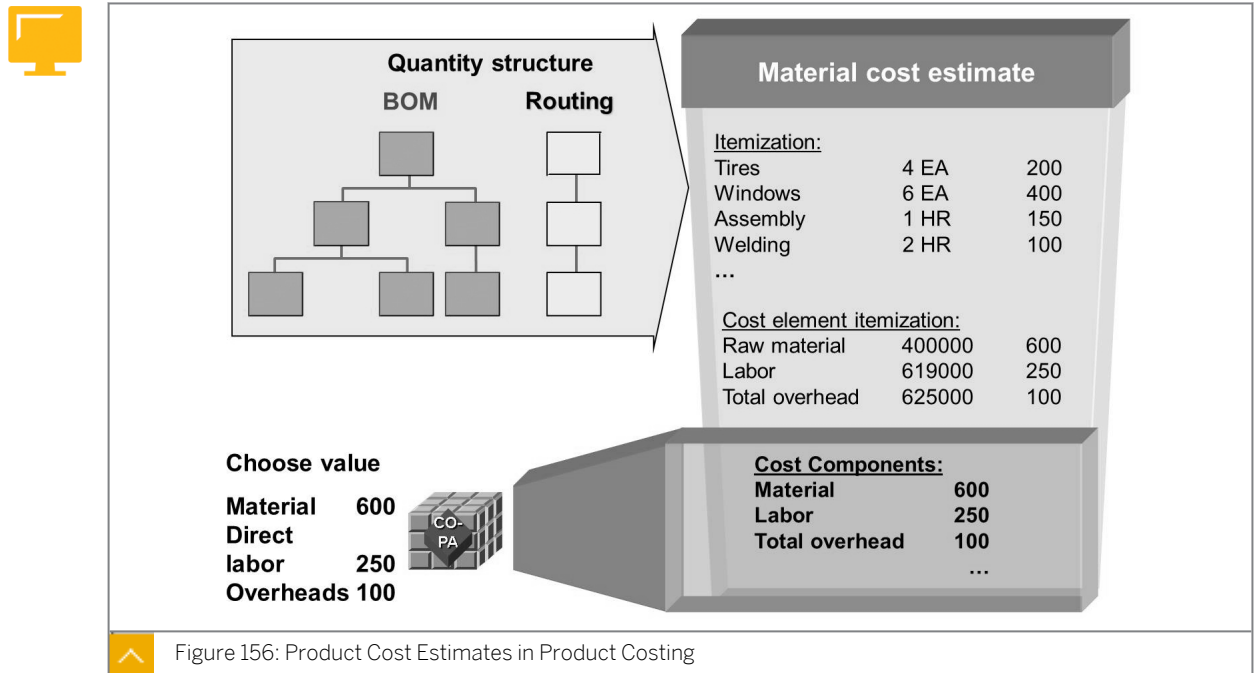 Quantity structure
BOM Routing
Material cost estimate
Itemization:
Tires 4 EA 200
Windows 6 EA 400
Assembly 1 HR 150
Welding 2 HR 100
...
Cost element itemization:
Raw material 400000 600
Labor 619000 250
Total overhead 625000 100
Choose value
Material 600
Direct
labor 250
Overheads 100
CO-
PA
Cost Components:
Material 600
Labor 250
Total overhead 100
...
Figure 156: Product Cost Estimates in Product Costing